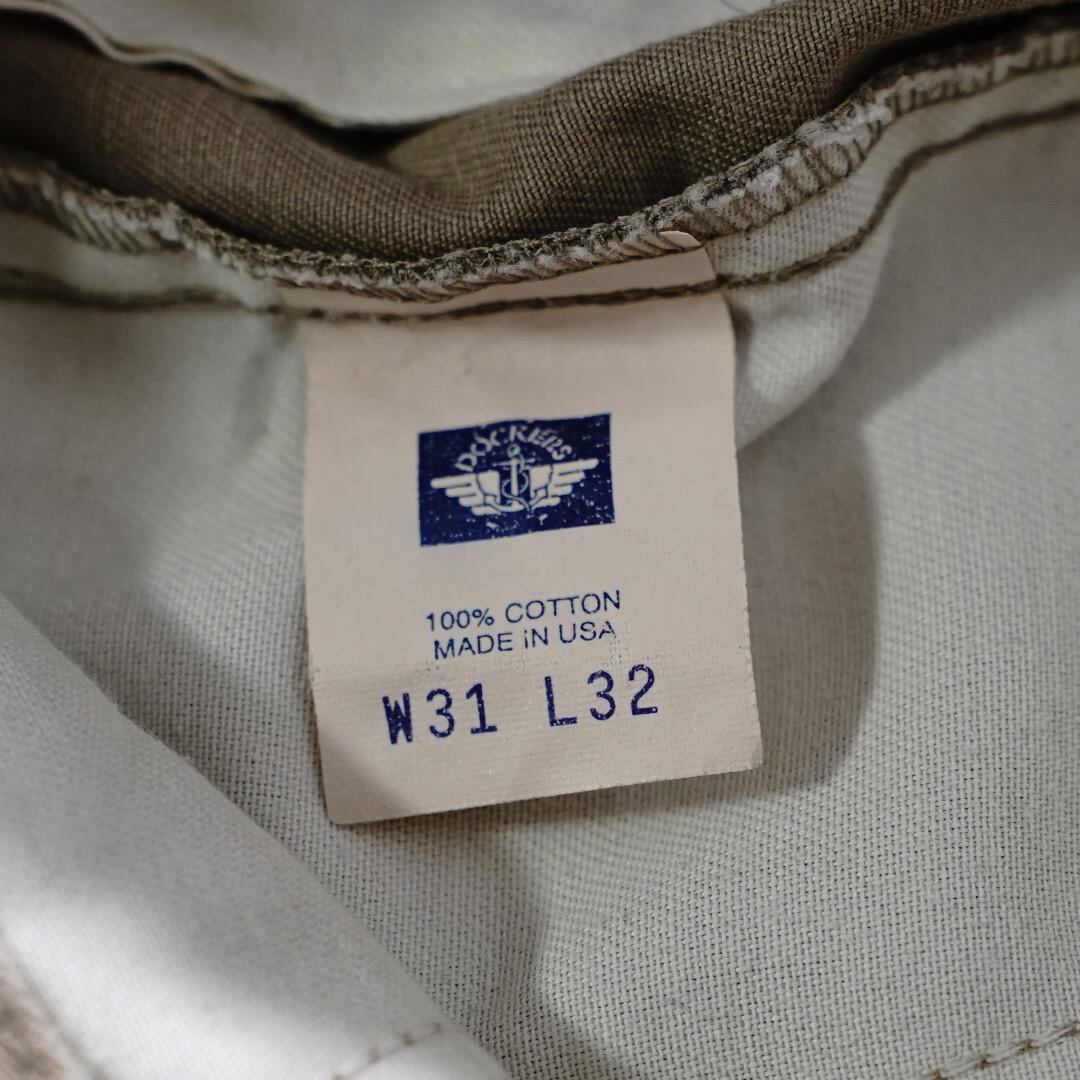 DOCKERS
100% COTTON
MADE IN USA
W31 L32